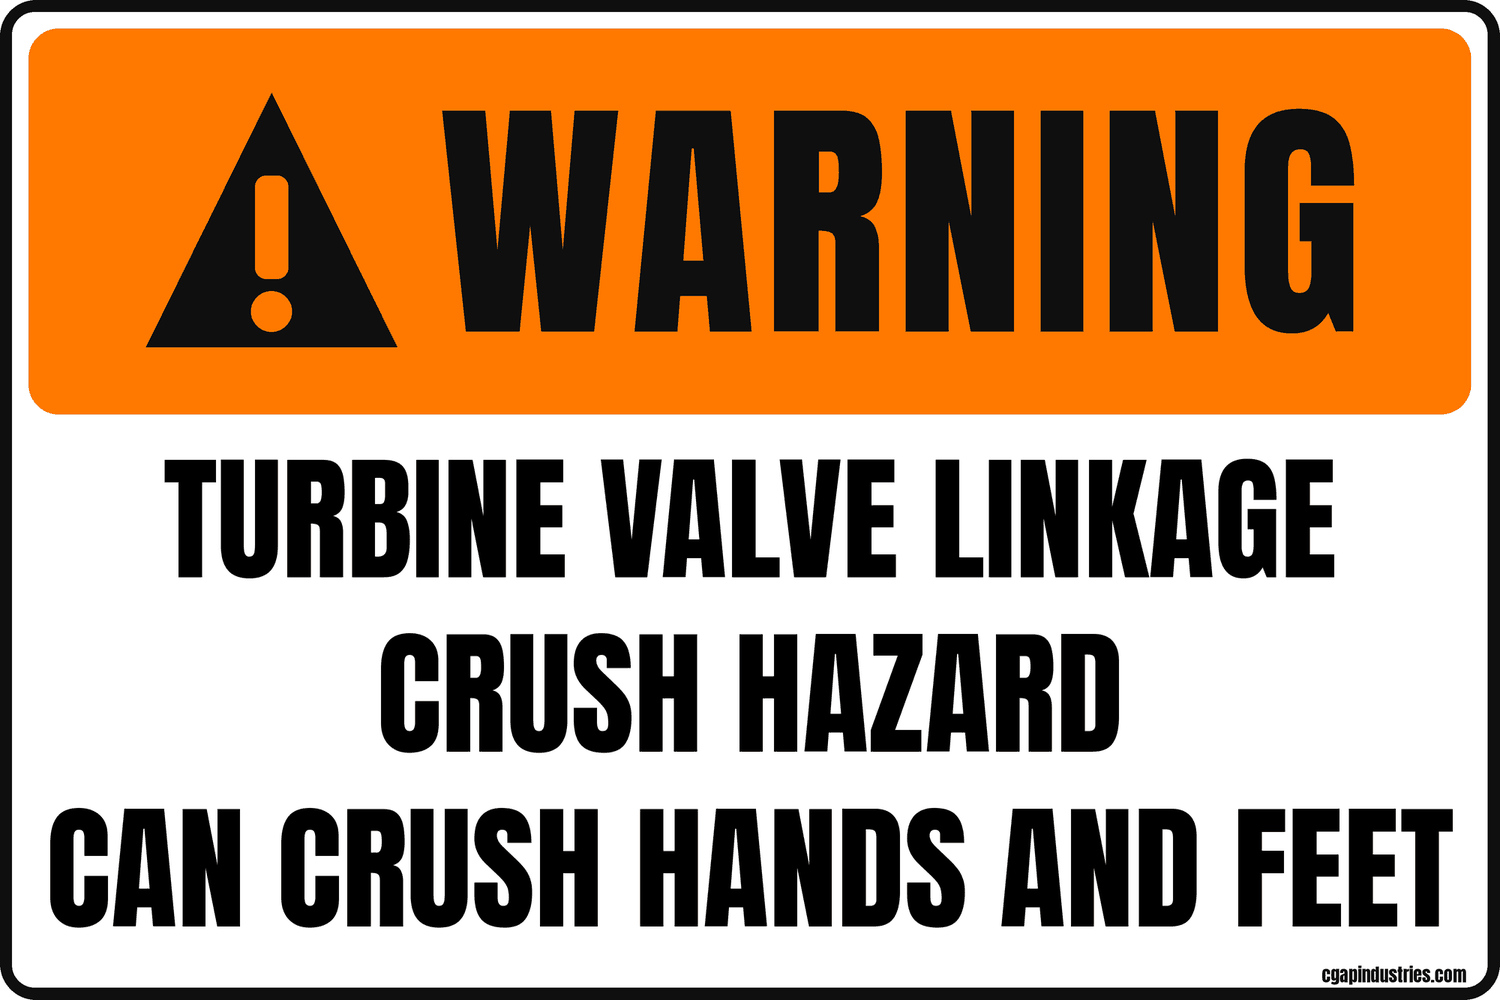 WARNING
TURBINE VALVE LINKAGE
CRUSH HAZARD
CAN CRUSH HANDS AND FEET
cgapindustries.com